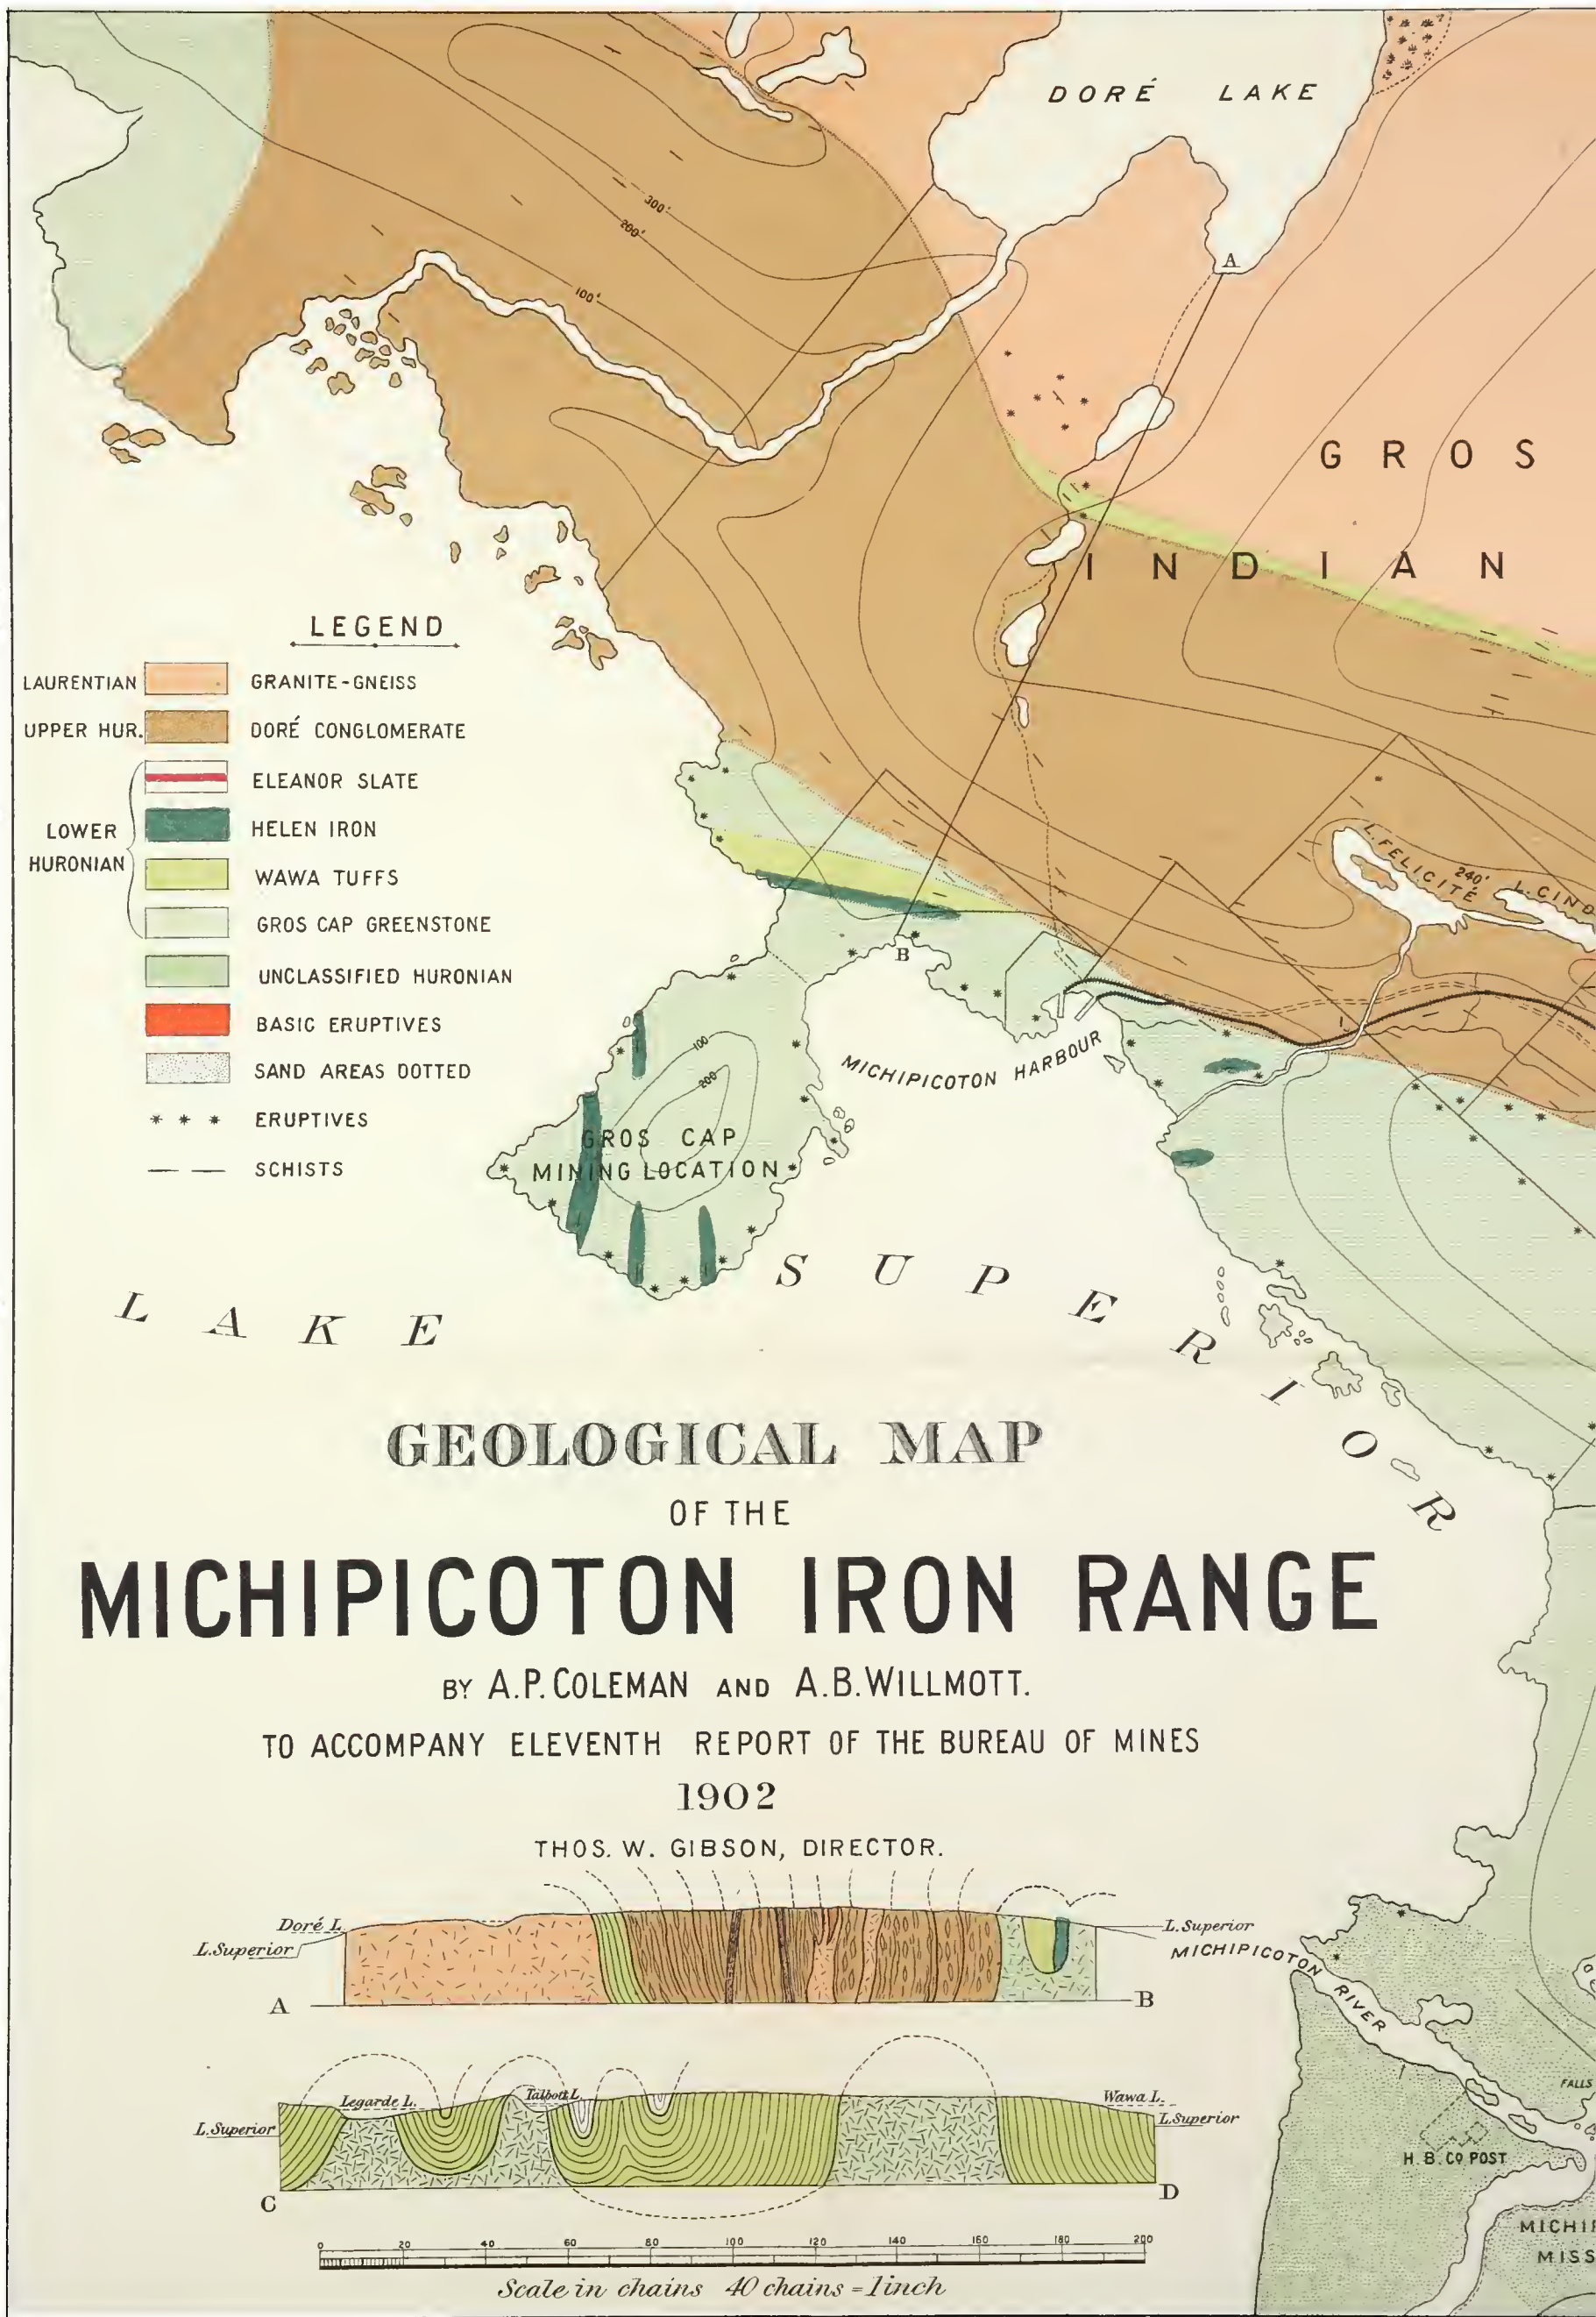 DORÉ LAKE
A
300'
200'
100'
GROS
INDIAN
LEGEND
LAURENTIAN GRANITE-GNEISS
UPPER HUR. DORÉ CONGLOMERATE
ELEANOR SLATE
HELEN IRON
LOWER HURONIAN
WAWA TUFFS
GROS CAP GREENSTONE
UNCLASSIFIED HURONIAN
BASIC ERUPTIVES
SAND AREAS DOTTED
ERUPTIVES
SCHISTS
L. FELICITÉ
240'
L. CIND
B
MICHIPICOTON HARBOUR
100
200
GROS CAP
MINING LOCATION
LAKE SUPERIOR
GEOLOGICAL MAP
OF THE
MICHIPICOTON IRON RANGE
BY A.P. COLEMAN AND A.B. WILLMOTT.
TO ACCOMPANY ELEVENTH REPORT OF THE BUREAU OF MINES
1902
THOS. W. GIBSON, DIRECTOR.
Doré L.
L. Superior
L. Superior
A
B
MICHIPICOTON RIVER
Legarde L.
Talbott L.
Wawa L.
L. Superior
L. Superior
C
D
FALLS
H. B. Co POST
MICHIP
MISS
0 20 40 60 80 100 120 140 160 180 200
Scale in chains 40 chains = 1 inch